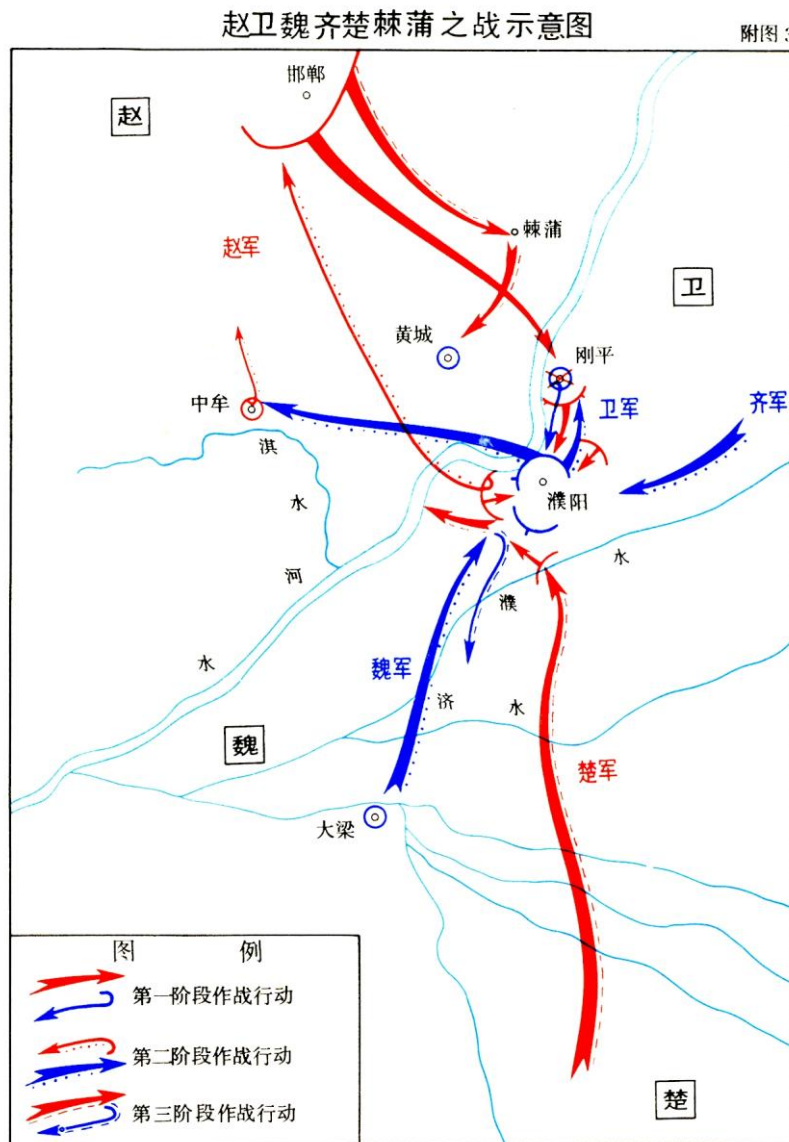 赵卫魏齐楚棘蒲之战示意图
附图3
邯郸
赵
棘蒲
赵军
卫
黄城
刚平
中牟
卫军
齐军
淇
水
濮阳
河
水
濮
水
魏军
济
水
魏
楚军
大梁
图 例
第一阶段作战行动
第二阶段作战行动
第三阶段作战行动
楚